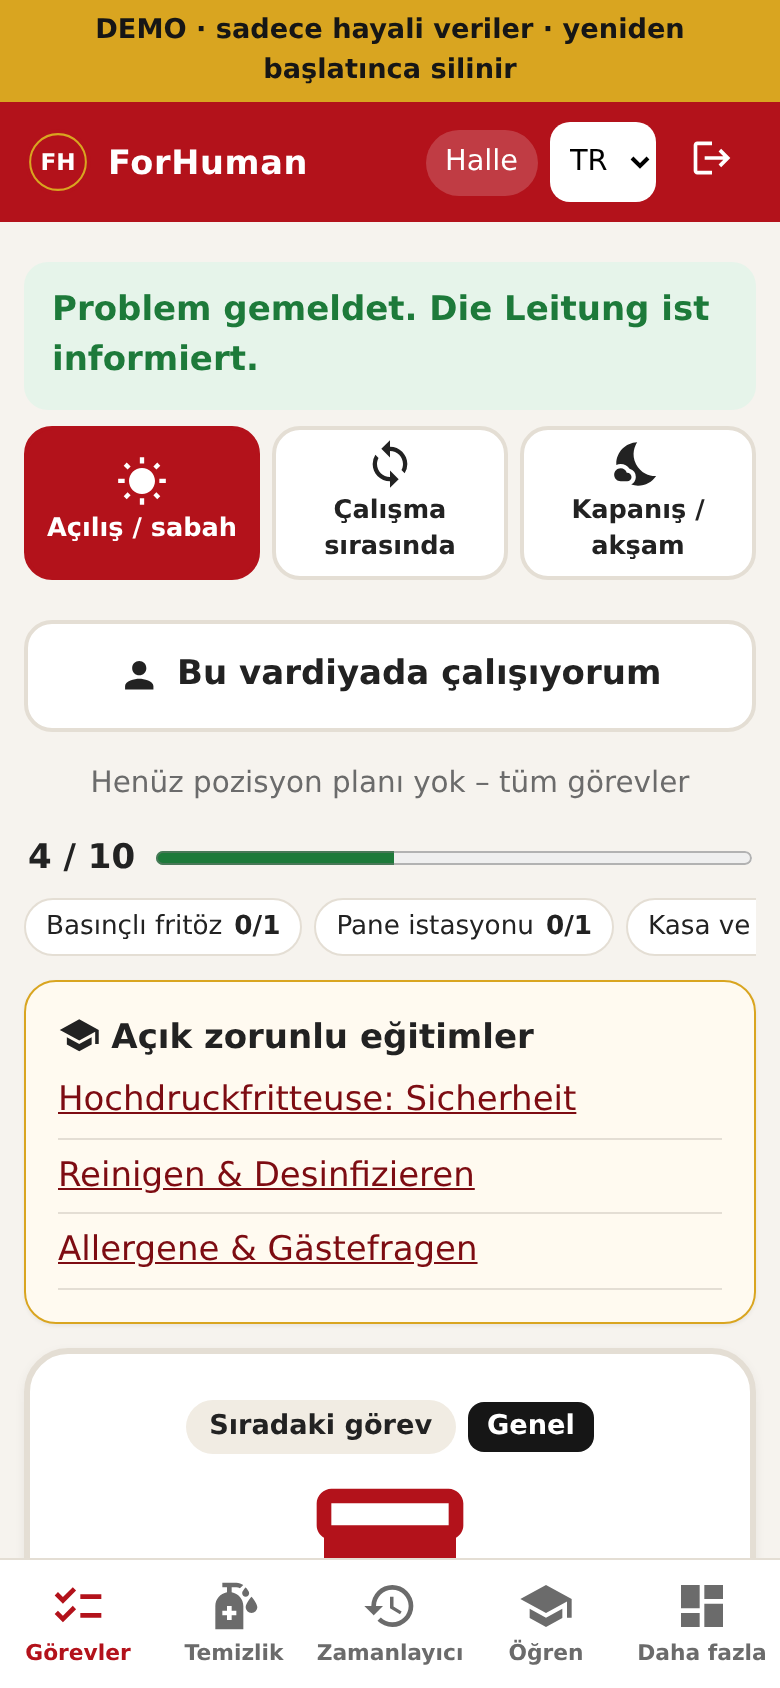 DEMO · sadece hayali veriler · yeniden
başlatınca silinir
FH ForHuman Halle TR
Problem gemeldet. Die Leitung ist
informiert.
Açılış / sabah
Çalışma
sırasında
Kapanış /
akşam
Bu vardiyada çalışıyorum
Henüz pozisyon planı yok – tüm görevler
4 / 10
Basınçlı fritöz 0/1 Pane istasyonu 0/1 Kasa ve
Açık zorunlu eğitimler
Hochdruckfritteuse: Sicherheit
Reinigen & Desinfizieren
Allergene & Gästefragen
Sıradaki görev Genel
Görevler Temizlik Zamanlayıcı Öğren Daha fazla